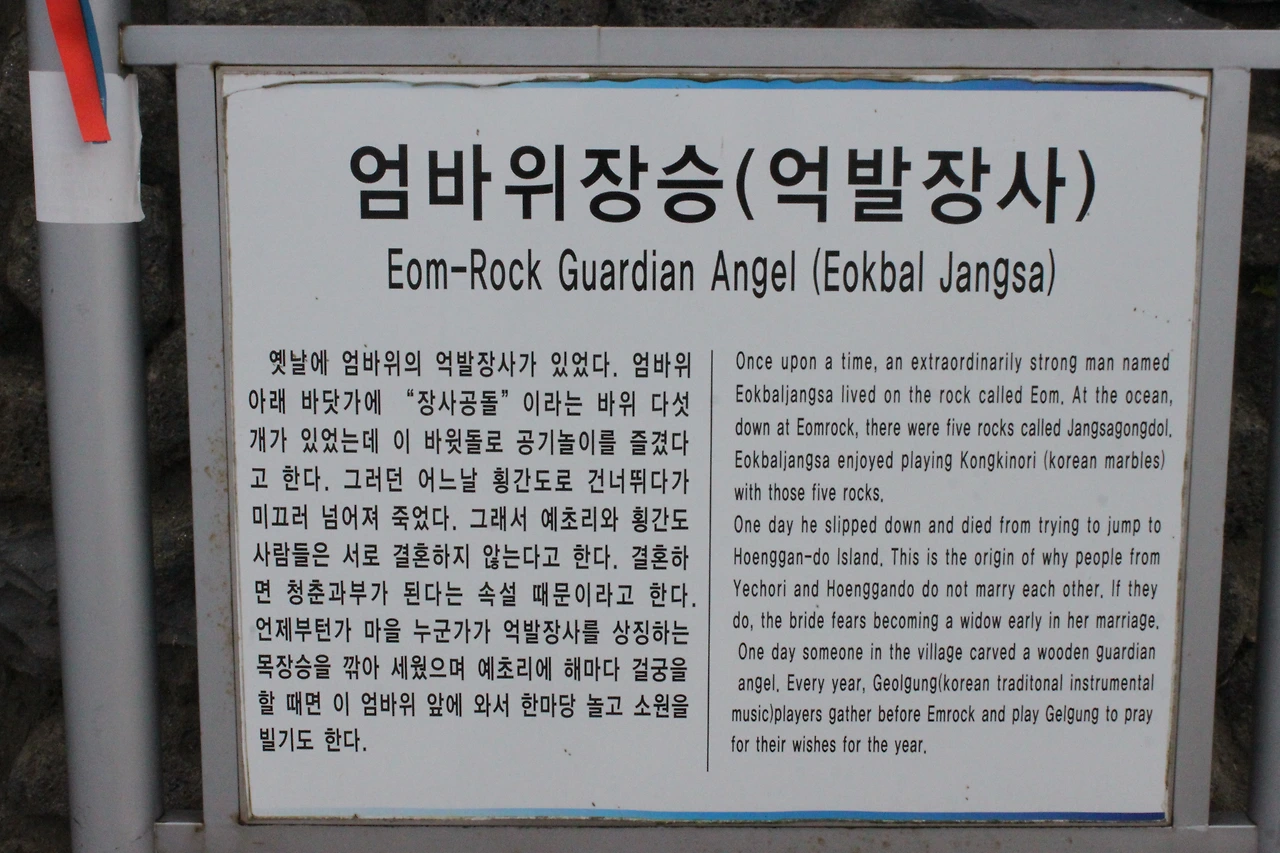 엄바위장승(억발장사)
Eom-Rock Guardian Angel (Eokbal Jangsa)
옛날에 엄바위의 억발장사가 있었다. 엄바위
아래 바닷가에 “장사공돌” 이라는 바위 다섯
개가 있었는데 이 바윗돌로 공기놀이를 즐겼다
고 한다. 그러던 어느날 횡간도로 건너뛰다가
미끄러 넘어져 죽었다. 그래서 예초리와 횡간도
사람들은 서로 결혼하지 않는다고 한다. 결혼하
면 청춘과부가 된다는 속설 때문이라고 한다.
언제부턴가 마을 누군가가 억발장사를 상징하는
목장승을 깎아 세웠으며 예초리에 해마다 걸궁을
할 때면 이 엄바위 앞에 와서 한마당 놀고 소원을
빌기도 한다.
Once upon a time, an extraordinarily strong man named
Eokbaljangsa lived on the rock called Eom. At the ocean,
down at Eomrock, there were five rocks called Jangsagongdol.
Eokbaljangsa enjoyed playing Kongkinori (korean marbles)
with those five rocks.
One day he slipped down and died from trying to jump to
Hoenggan-do Island. This is the origin of why people from
Yechori and Hoenggando do not marry each other. If they
do, the bride fears becoming a widow early in her marriage.
One day someone in the village carved a wooden guardian
angel. Every year, Geolgung(korean traditonal instrumental
music)players gather before Emrock and play Gelgung to pray
for their wishes for the year.